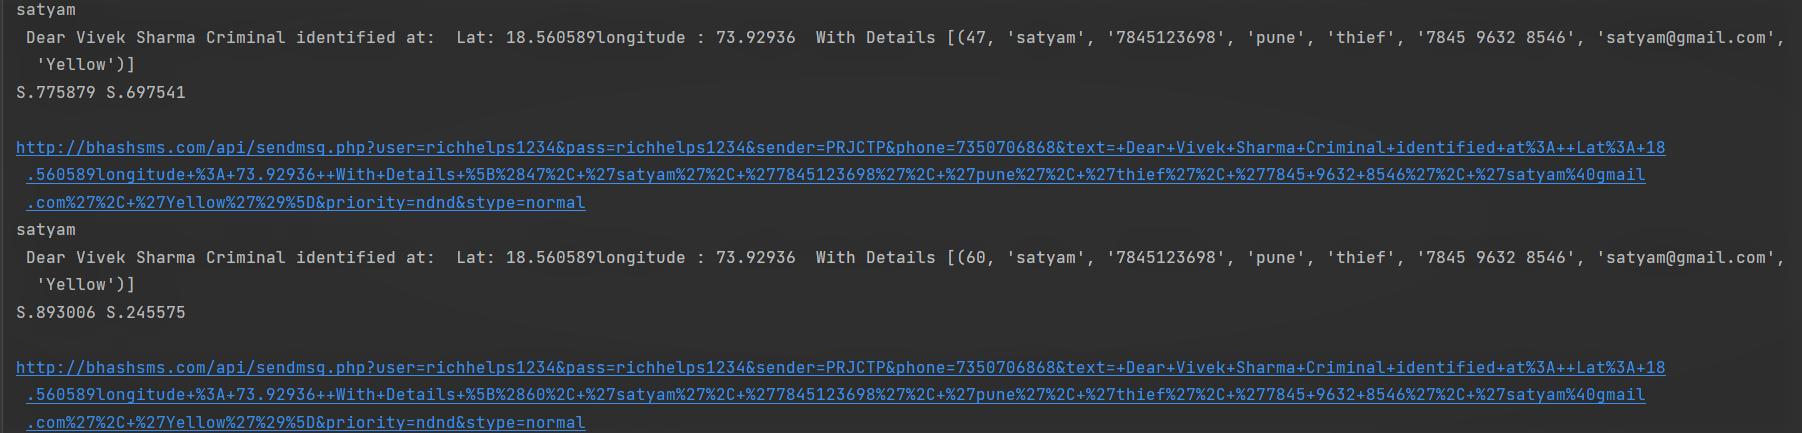 satyam
Dear Vivek Sharma Criminal identified at:  Lat: 18.560589longitude : 73.92936  With Details [(47, 'satyam', '7845123698', 'pune', 'thief', '7845 9632 8546', 'satyam@gmail.com',
'Yellow')]
S.775879 S.697541
http://bhashsms.com/api/sendmsg.php?user=richhelps1234&pass=richhelps1234&sender=PRJCTP&phone=7350706868&text=+Dear+Vivek+Sharma+Criminal+identified+at%3A++Lat%3A+18
.560589longitude+%3A+73.92936++With+Details+%5B%2847%2C+%27satyam%27%2C+%277845123698%27%2C+%27pune%27%2C+%27thief%27%2C+%277845+9632+8546%27%2C+%27satyam%40gmail
.com%27%2C+%27Yellow%27%29%5D&priority=ndnd&stype=normal
satyam
Dear Vivek Sharma Criminal identified at:  Lat: 18.560589longitude : 73.92936  With Details [(60, 'satyam', '7845123698', 'pune', 'thief', '7845 9632 8546', 'satyam@gmail.com',
'Yellow')]
S.893006 S.245575
http://bhashsms.com/api/sendmsg.php?user=richhelps1234&pass=richhelps1234&sender=PRJCTP&phone=7350706868&text=+Dear+Vivek+Sharma+Criminal+identified+at%3A++Lat%3A+18
.560589longitude+%3A+73.92936++With+Details+%5B%2860%2C+%27satyam%27%2C+%277845123698%27%2C+%27pune%27%2C+%27thief%27%2C+%277845+9632+8546%27%2C+%27satyam%40gmail
.com%27%2C+%27Yellow%27%29%5D&priority=ndnd&stype=normal